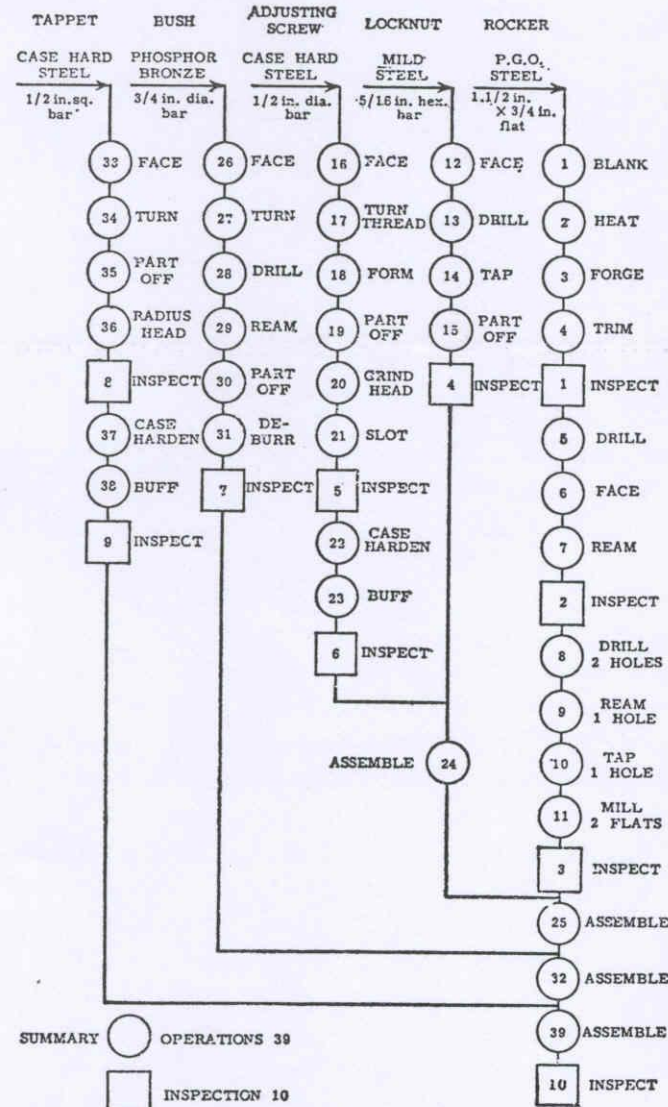 TAPPET
BUSH
ADJUSTING
SCREW
LOCKNUT
ROCKER
CASE HARD
STEEL
1/2 in.sq.
bar
PHOSPHOR
BRONZE
3/4 in. dia.
bar
CASE HARD
STEEL
1/2 in. dia.
bar
MILD
STEEL
5/16 in. hex.
bar
P.G.O.
STEEL
1.1/2 in.
× 3/4 in.
flat
33 FACE
34 TURN
35 PART
OFF
36 RADIUS
HEAD
8 INSPECT
37 CASE
HARDEN
38 BUFF
9 INSPECT
26 FACE
27 TURN
28 DRILL
29 REAM
30 PART
OFF
31 DE-
BURR
7 INSPECT
16 FACE
17 TURN
THREAD
18 FORM
19 PART
OFF
20 GRIND
HEAD
21 SLOT
5 INSPECT
23 CASE
HARDEN
23 BUFF
6 INSPECT
12 FACE
13 DRILL
14 TAP
15 PART
OFF
4 INSPECT
ASSEMBLE 24
1 BLANK
2 HEAT
3 FORGE
4 TRIM
1 INSPECT
5 DRILL
6 FACE
7 REAM
2 INSPECT
8 DRILL
2 HOLES
9 REAM
1 HOLE
10 TAP
1 HOLE
11 MILL
2 FLATS
3 INSPECT
25 ASSEMBLE
32 ASSEMBLE
39 ASSEMBLE
10 INSPECT
SUMMARY OPERATIONS 39
INSPECTION 10